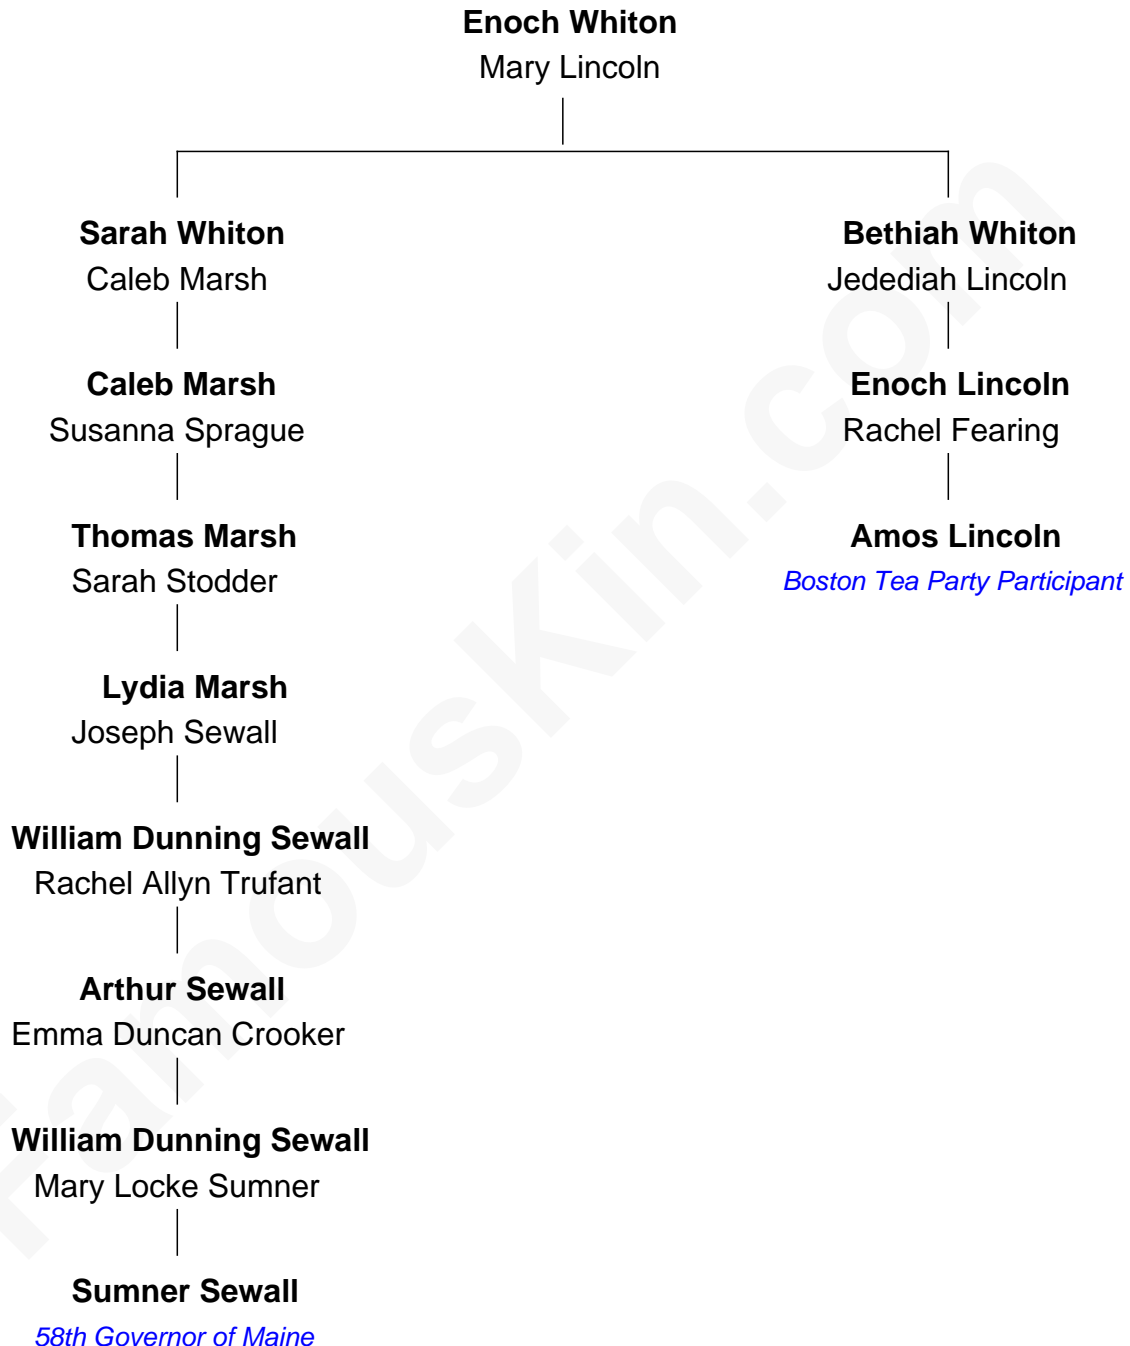 Enoch Whiton
Mary Lincoln
Sarah Whiton
Caleb Marsh
Bethiah Whiton
Jedediah Lincoln
Caleb Marsh
Susanna Sprague
Enoch Lincoln
Rachel Fearing
Thomas Marsh
Sarah Stodder
Amos Lincoln
Boston Tea Party Participant
Lydia Marsh
Joseph Sewall
William Dunning Sewall
Rachel Allyn Trufant
Arthur Sewall
Emma Duncan Crooker
William Dunning Sewall
Mary Locke Sumner
Sumner Sewall
58th Governor of Maine
FamousKin.com